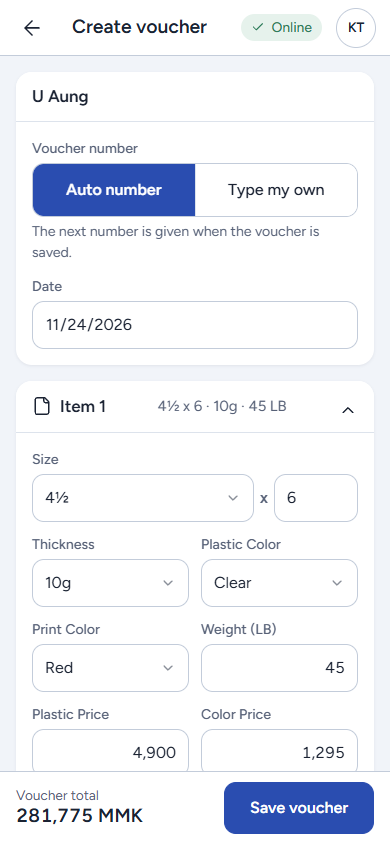 Create voucher
Online
KT
U Aung
Voucher number
Auto number
Type my own
The next number is given when the voucher is
saved.
Date
11/24/2026
Item 1
4½ x 6 · 10g · 45 LB
Size
4½
x
6
Thickness
Plastic Color
10g
Clear
Print Color
Weight (LB)
Red
45
Plastic Price
Color Price
4,900
1,295
Voucher total
281,775 MMK
Save voucher